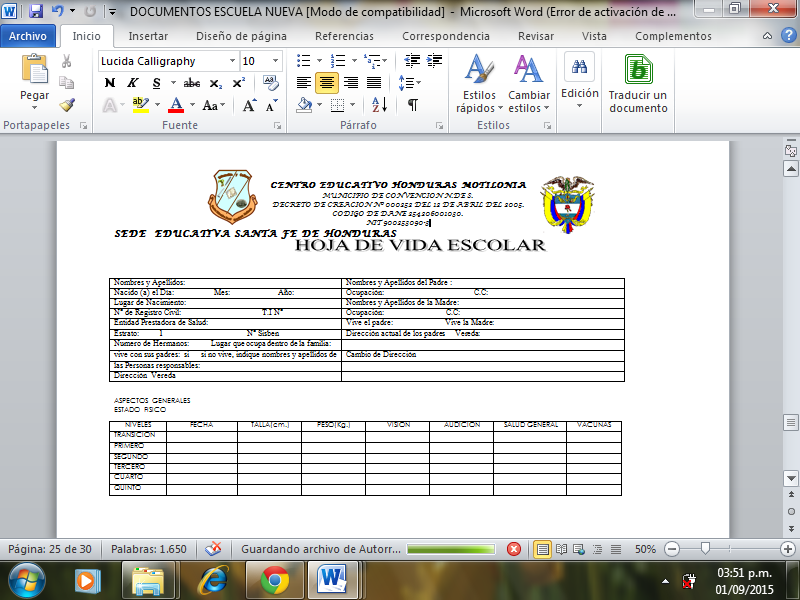 DOCUMENTOS ESCUELA NUEVA [Modo de compatibilidad] - Microsoft Word (Error de activación de ...
Archivo Inicio Insertar Diseño de página Referencias Correspondencia Revisar Vista Complementos
Lucida Calligraphy 10
Pegar
N K S abc x₂ x²
A ab A Aa A A
Estilos rápidos
Cambiar estilos
Edición
Traducir un documento
Portapapeles Fuente Párrafo Estilos
CENTRO EDUCATIVO HONDURAS MOTILONIA
MUNICIPIO DE CONVENCION N.DE S.
DECRETO DE CREACION Nº 000252 DEL 12 DE ABRIL DEL 2005.
CODIGO DE DANE 254206001030.
NIT 900255090-5
SEDE EDUCATIVA SANTA FE DE HONDURAS
HOJA DE VIDA ESCOLAR
Nombres y Apellidos: Nombres y Apellidos del Padre :
Nacido (a) el Día: Mes: Año: Ocupación: C.C:
Lugar de Nacimiento: Nombres y Apellidos de la Madre:
Nº de Registro Civil: T.I Nº Ocupación: C.C:
Entidad Prestadora de Salud: Vive el padre: Vive la Madre:
Estrato: 1 Nº Sisben Dirección actual de los padres Vereda:
Numero de Hermanos: Lugar que ocupa dentro de la familia:
vive con sus padres: si si no vive, indique nombres y apellidos de Cambio de Dirección
las Personas responsables:
Dirección Vereda
ASPECTOS GENERALES
ESTADO FISICO
NIVELES FECHA TALLA(cm.) PESO(Kg.) VISION AUDICION SALUD GENERAL VACUNAS
TRANSICION
PRIMERO
SEGUNDO
TERCERO
CUARTO
QUINTO
Página: 25 de 30 Palabras: 1.650 Guardando archivo de Autorr... 50%
03:51 p.m.
01/09/2015